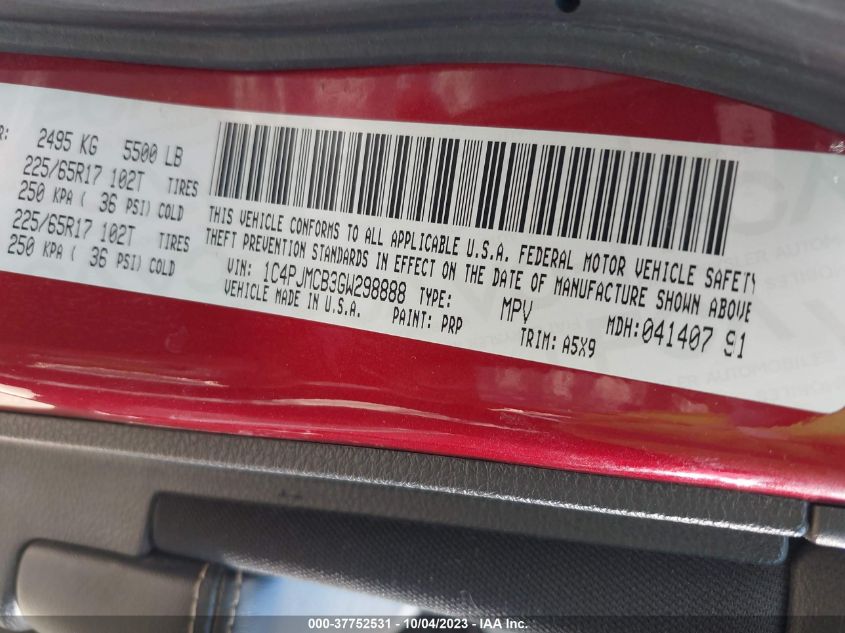 R: 2495 KG 5500 LB
225/65R17 102T TIRES
250 KPA ( 36 PSI) COLD
225/65R17 102T TIRES
250 KPA ( 36 PSI) COLD
THIS VEHICLE CONFORMS TO ALL APPLICABLE U.S.A. FEDERAL MOTOR VEHICLE SAFETY
THEFT PREVENTION STANDARDS IN EFFECT ON THE DATE OF MANUFACTURE SHOWN ABOVE
VIN: 1C4PJMCB3GW298888 TYPE: MPV MDH:041407 91
VEHICLE MADE IN U.S.A. PAINT: PRP TRIM: A5X9
000-37752531 - 10/04/2023 - IAA Inc.